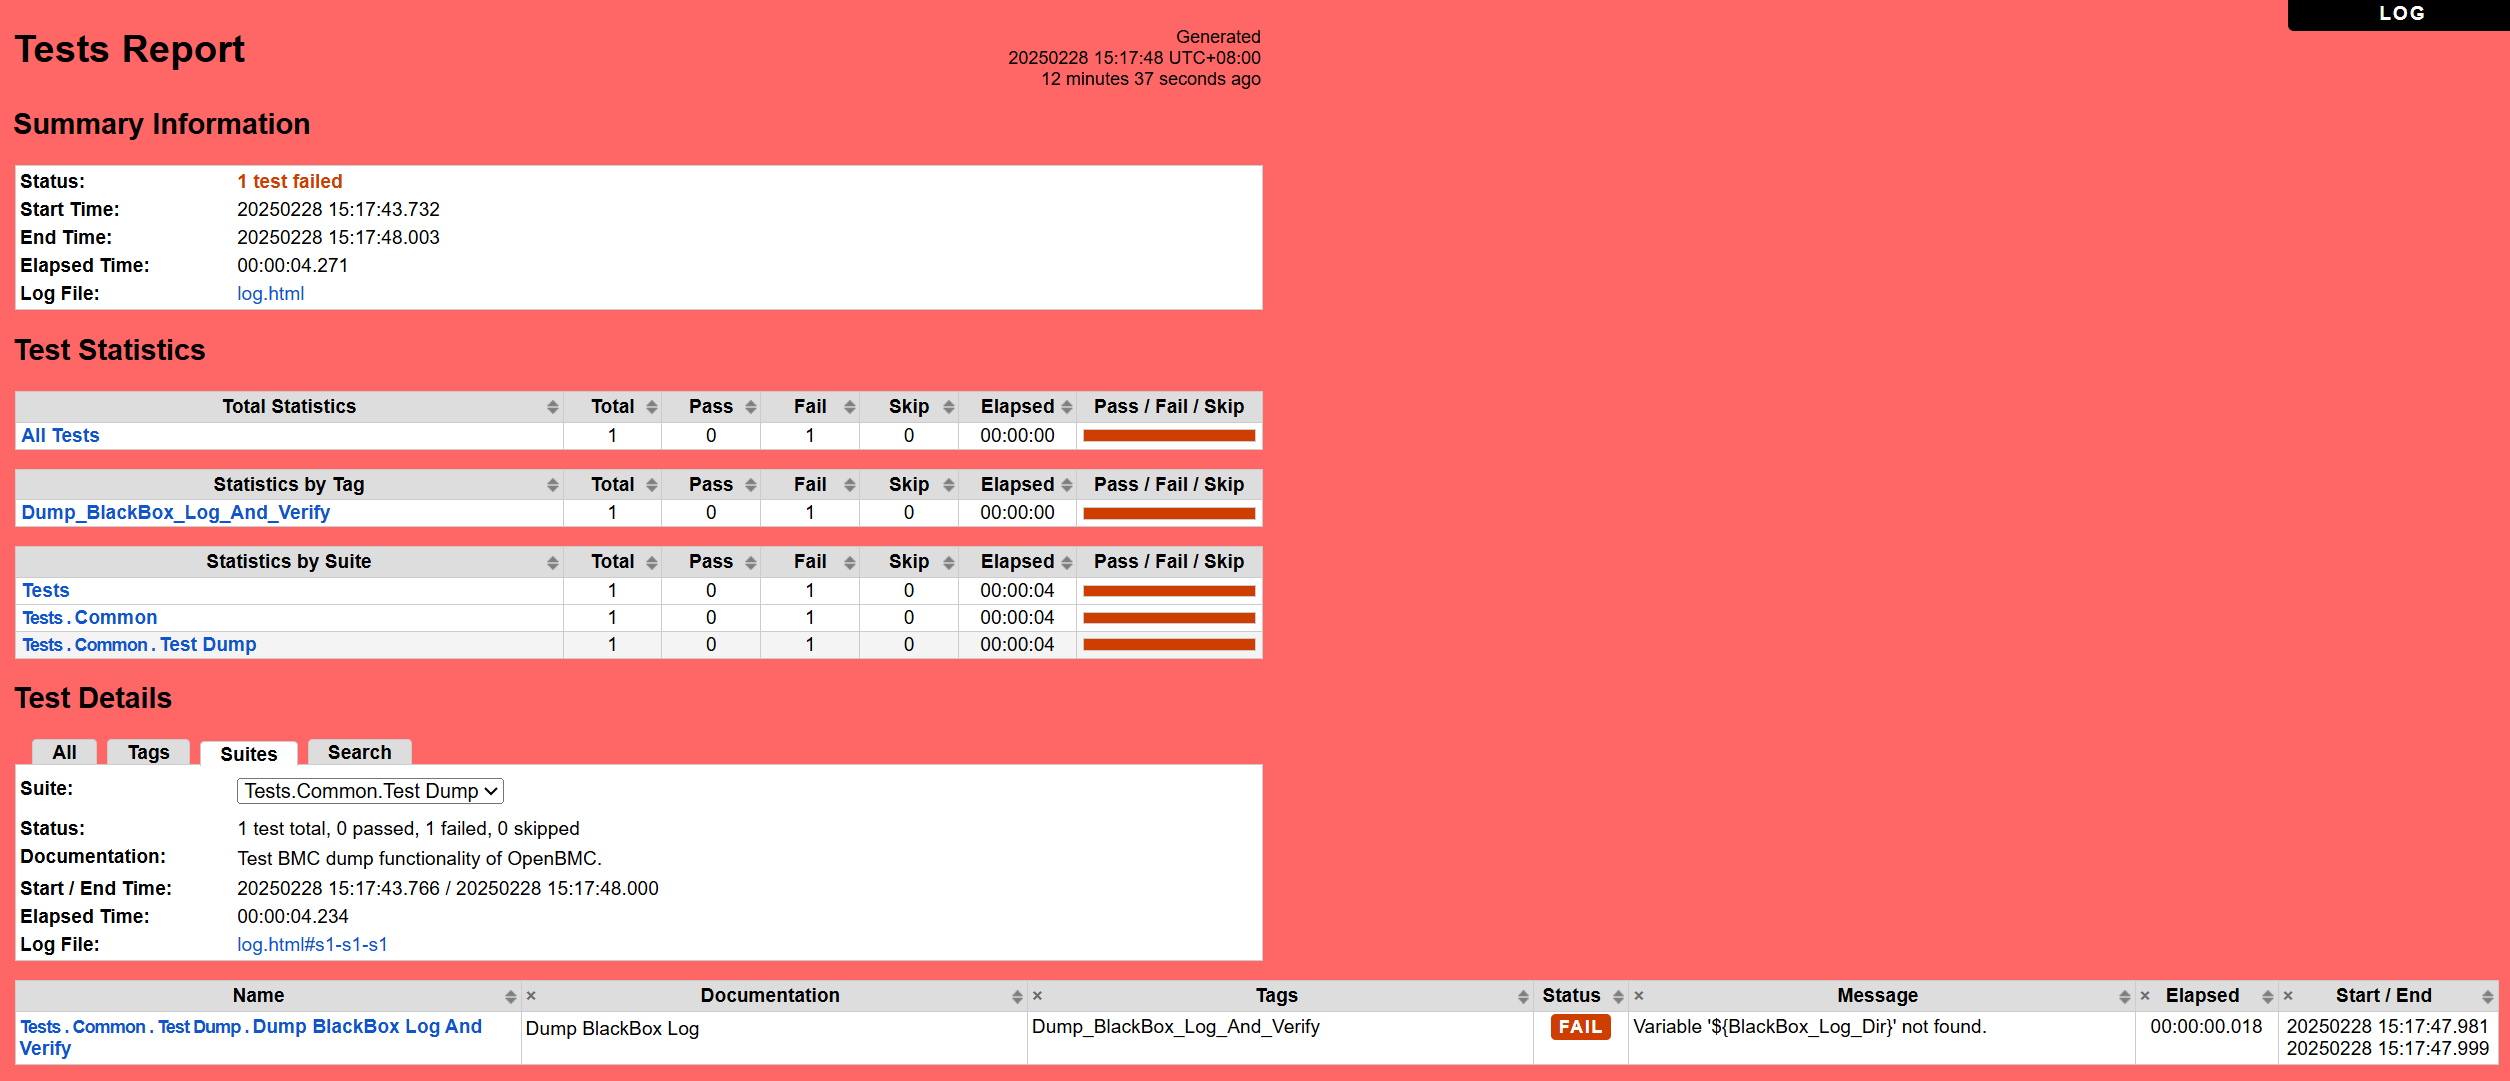 LOG
Tests Report
Generated
20250228 15:17:48 UTC+08:00
12 minutes 37 seconds ago
Summary Information
Status: 1 test failed
Start Time: 20250228 15:17:43.732
End Time: 20250228 15:17:48.003
Elapsed Time: 00:00:04.271
Log File: log.html
Test Statistics
Total Statistics Total Pass Fail Skip Elapsed Pass / Fail / Skip
All Tests 1 0 1 0 00:00:00
Statistics by Tag Total Pass Fail Skip Elapsed Pass / Fail / Skip
Dump_BlackBox_Log_And_Verify 1 0 1 0 00:00:00
Statistics by Suite Total Pass Fail Skip Elapsed Pass / Fail / Skip
Tests 1 0 1 0 00:00:04
Tests . Common 1 0 1 0 00:00:04
Tests . Common . Test Dump 1 0 1 0 00:00:04
Test Details
All Tags Suites Search
Suite: Tests.Common.Test Dump
Status: 1 test total, 0 passed, 1 failed, 0 skipped
Documentation: Test BMC dump functionality of OpenBMC.
Start / End Time: 20250228 15:17:43.766 / 20250228 15:17:48.000
Elapsed Time: 00:00:04.234
Log File: log.html#s1-s1-s1
Name × Documentation × Tags Status × Message × Elapsed × Start / End
Tests . Common . Test Dump . Dump BlackBox Log And Dump BlackBox Log Dump_BlackBox_Log_And_Verify FAIL Variable '${BlackBox_Log_Dir}' not found. 00:00:00.018 20250228 15:17:47.981
Verify 20250228 15:17:47.999